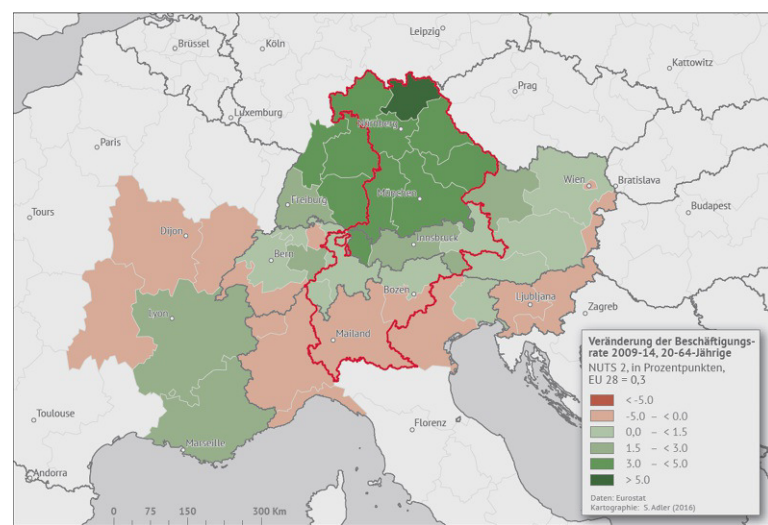 Leipzig
Brüssel
Köln
Kattowitz
Prag
Luxemburg
Nürnberg
Paris
Wien
Bratislava
München
Freiburg
Budapest
Tours
Dijon
Innsbruck
Bern
Bozen
Ljubljana
Zagreb
Lyon
Mailand
Toulouse
Marseille
Florenz
Andorra
0 75 150 300 Km
Veränderung der Beschäftigungs-
rate 2009-14, 20-64-Jährige
NUTS 2, in Prozentpunkten,
EU 28 = 0,3
< -5.0
-5.0 – < 0.0
0,0 – < 1.5
1.5 – < 3.0
3.0 – < 5.0
> 5.0
Daten: Eurostat
Kartographie: S. Adler (2016)